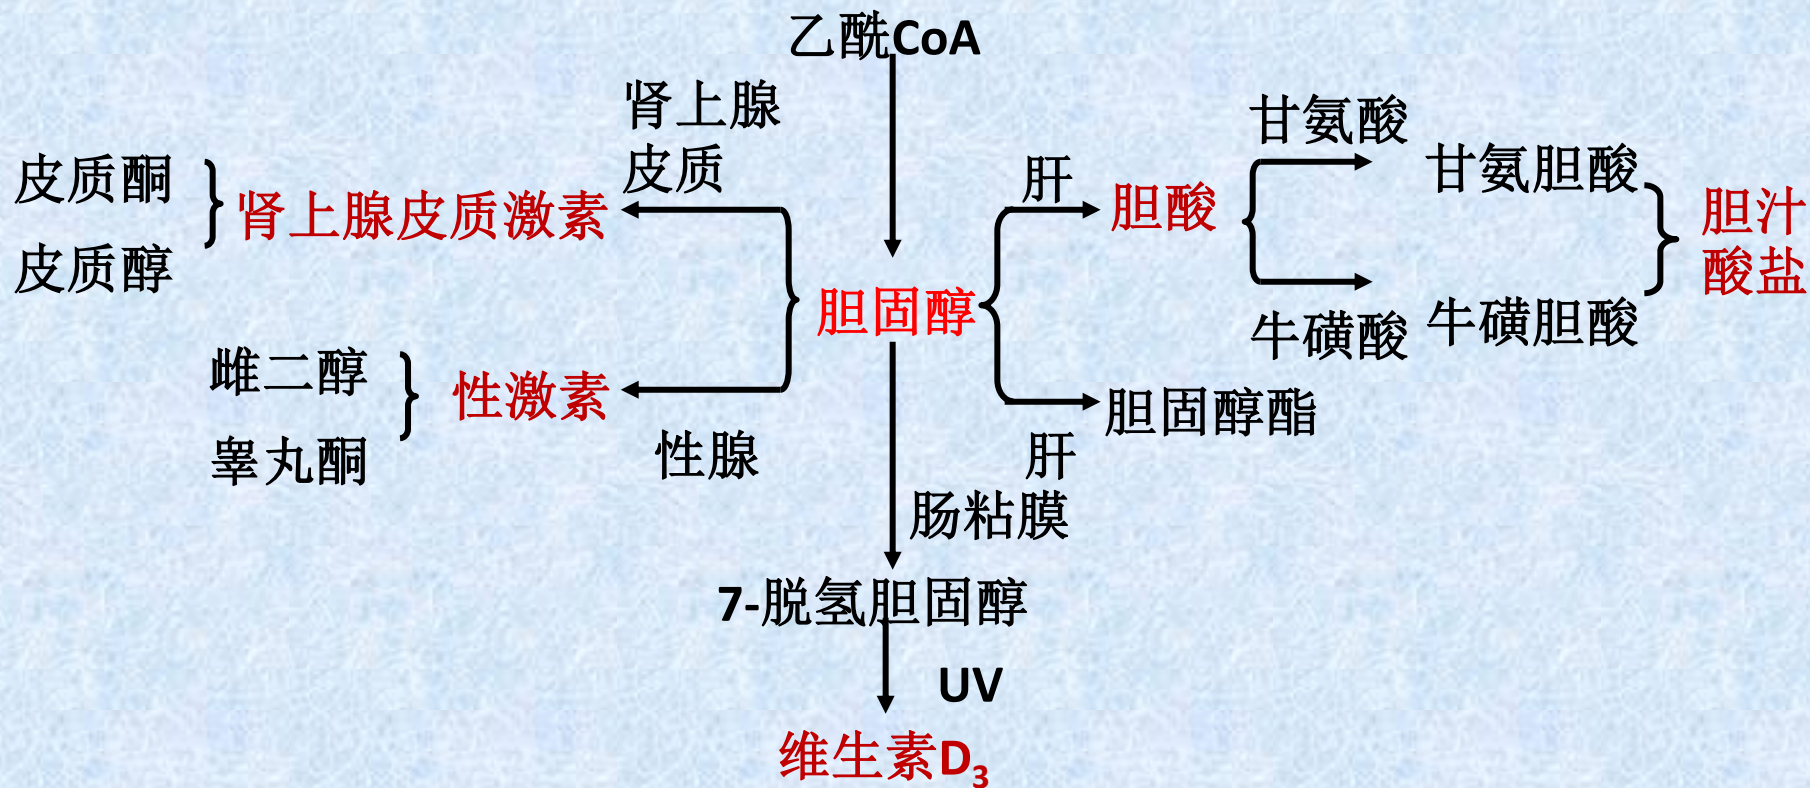 乙酰CoA
肾上腺
皮质
皮质酮
皮质醇
肾上腺皮质激素
肝
胆酸
甘氨酸
甘氨胆酸
牛磺酸
牛磺胆酸
胆汁
酸盐
胆固醇
雌二醇
睾丸酮
性激素
性腺
胆固醇酯
肝
肠粘膜
7-脱氢胆固醇
UV
维生素D₃